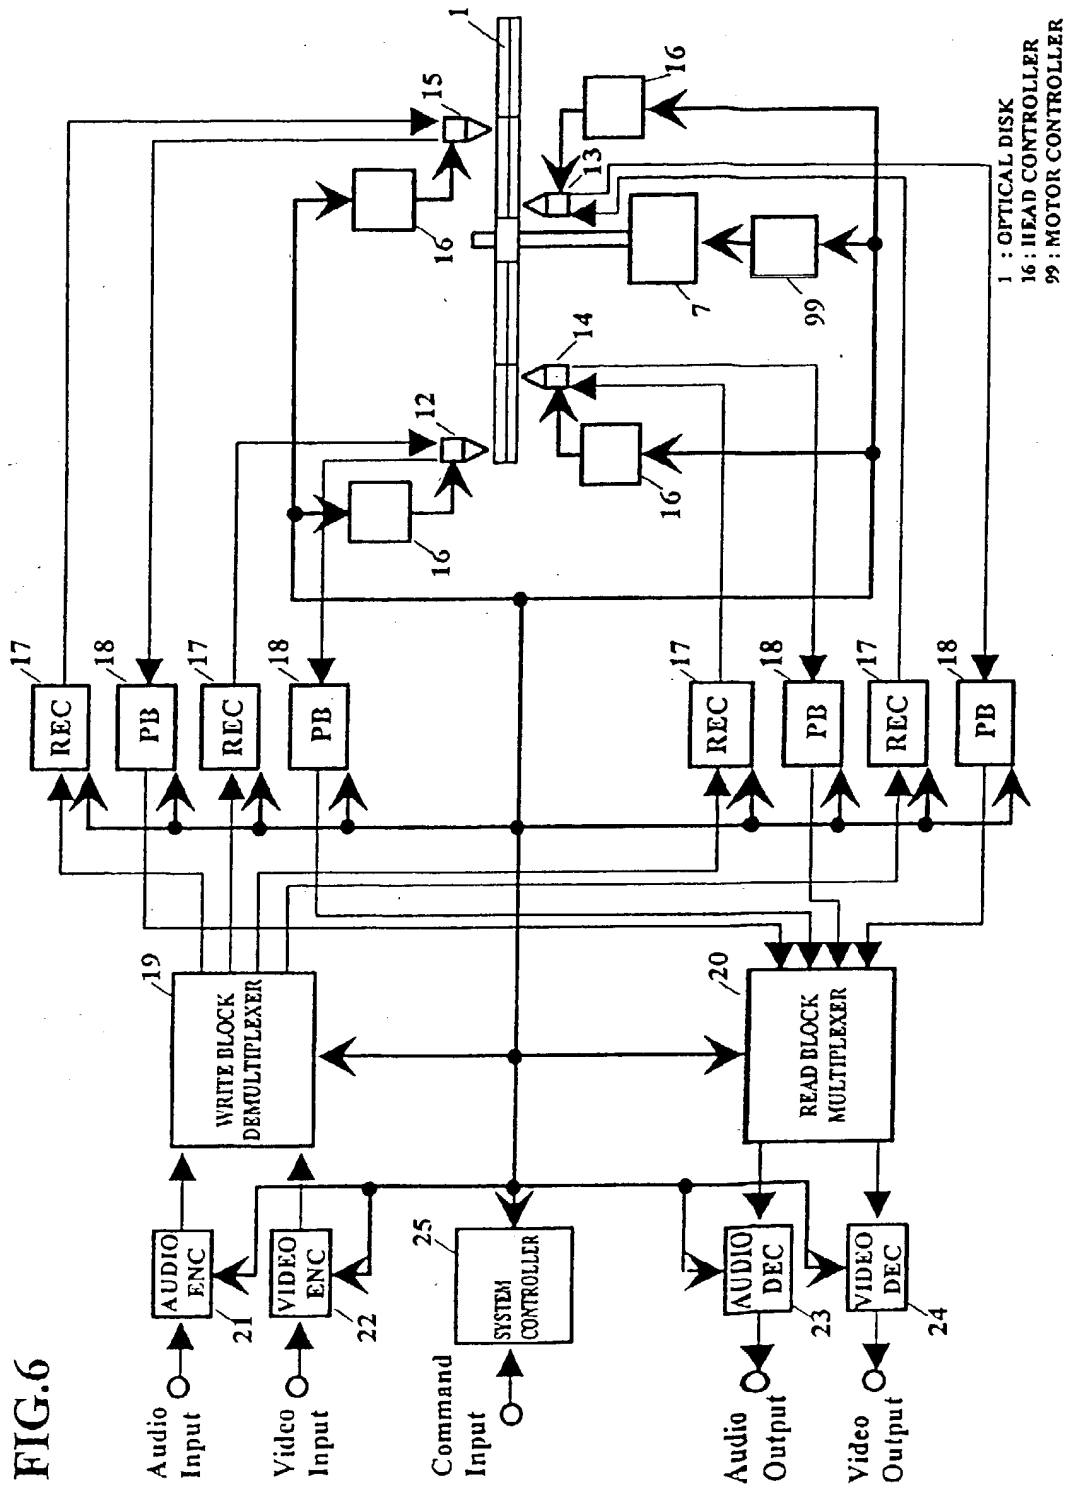 FIG.6
Audio
Input
21
AUDIO
ENC
19
WRITE BLOCK
DEMULTIPLEXER
17
REC
18
PB
17
REC
18
PB
Video
Input
22
VIDEO
ENC
Command
Input
25
SYSTEM
CONTROLLER
16
16
12
15
1
14
13
16
16
7
99
Audio
Output
23
AUDIO
DEC
Video
Output
24
VIDEO
DEC
20
READ BLOCK
MULTIPLEXER
17
REC
18
PB
17
REC
18
PB
1 : OPTICAL DISK
16 : HEAD CONTROLLER
99 : MOTOR CONTROLLER